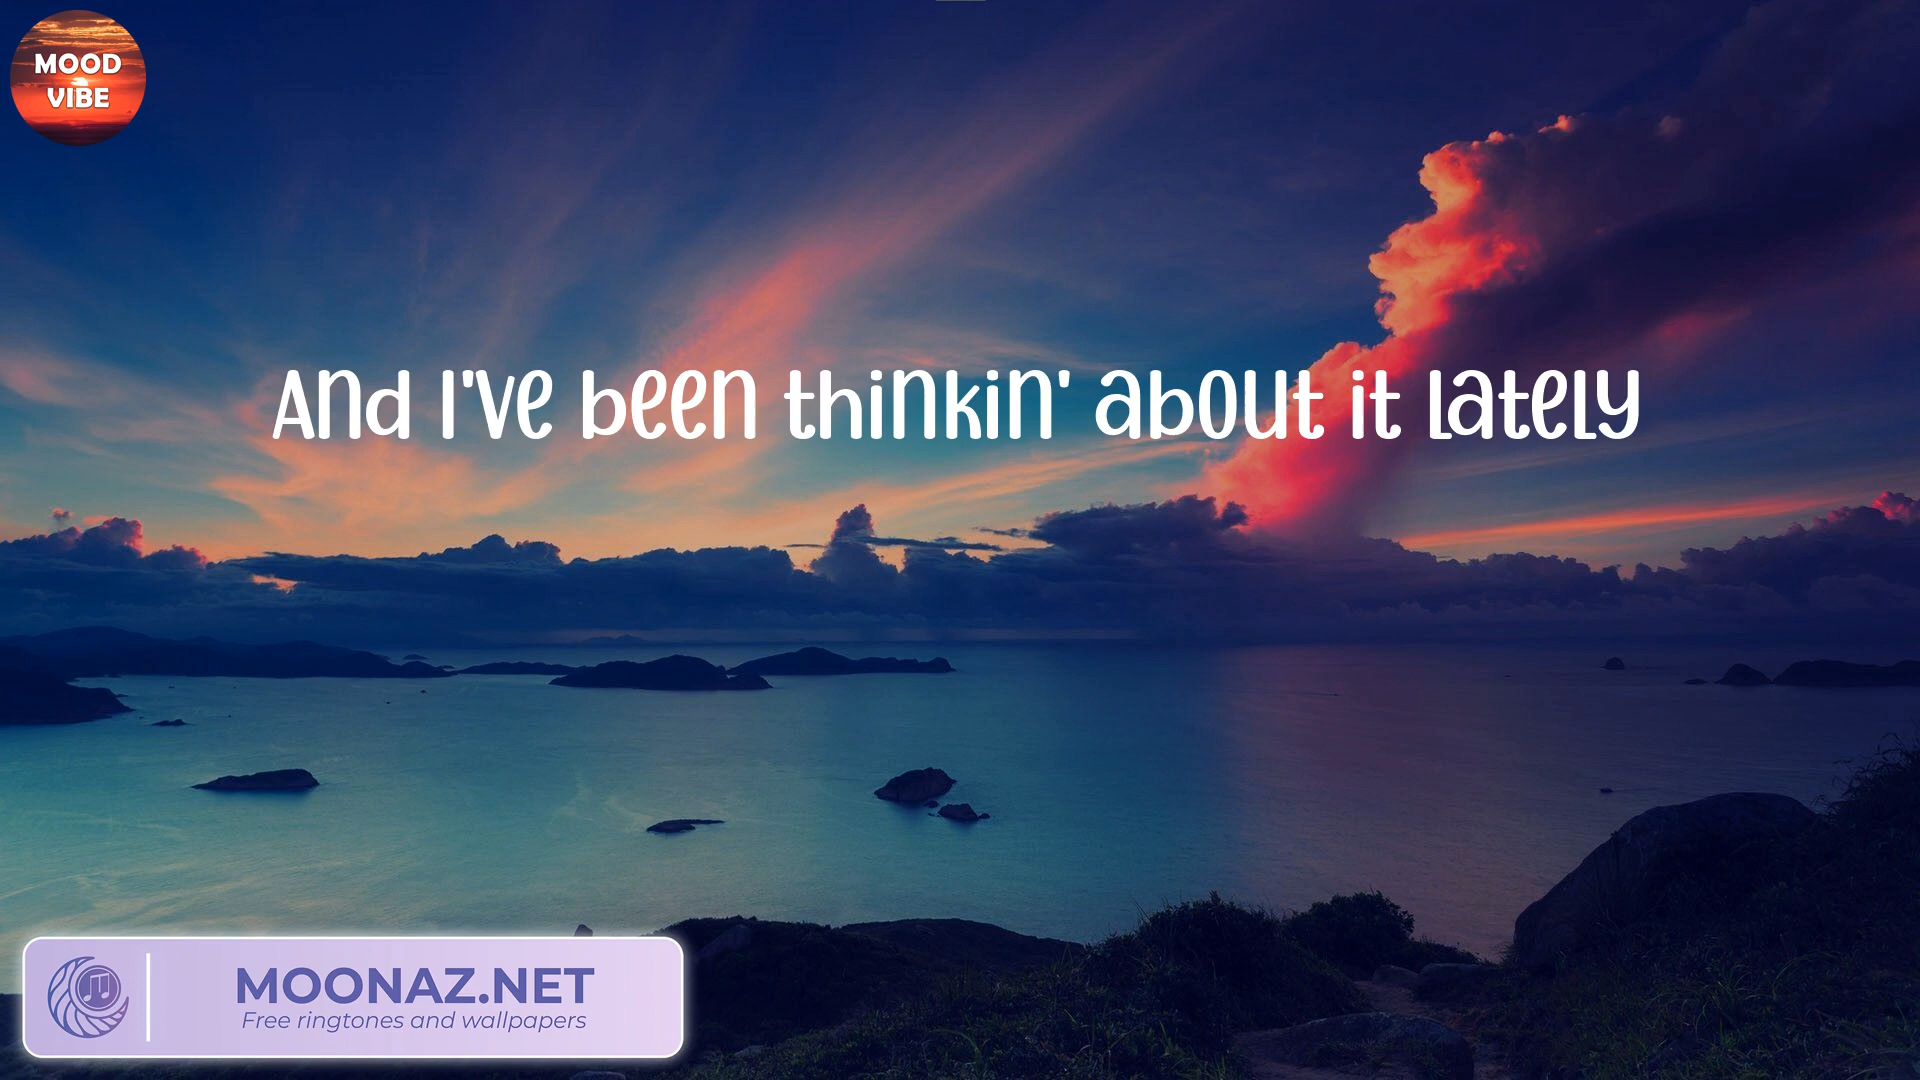 MOOD
VIBE
And I've been thinkin' about it lately
MOONAZ.NET
Free ringtones and wallpapers